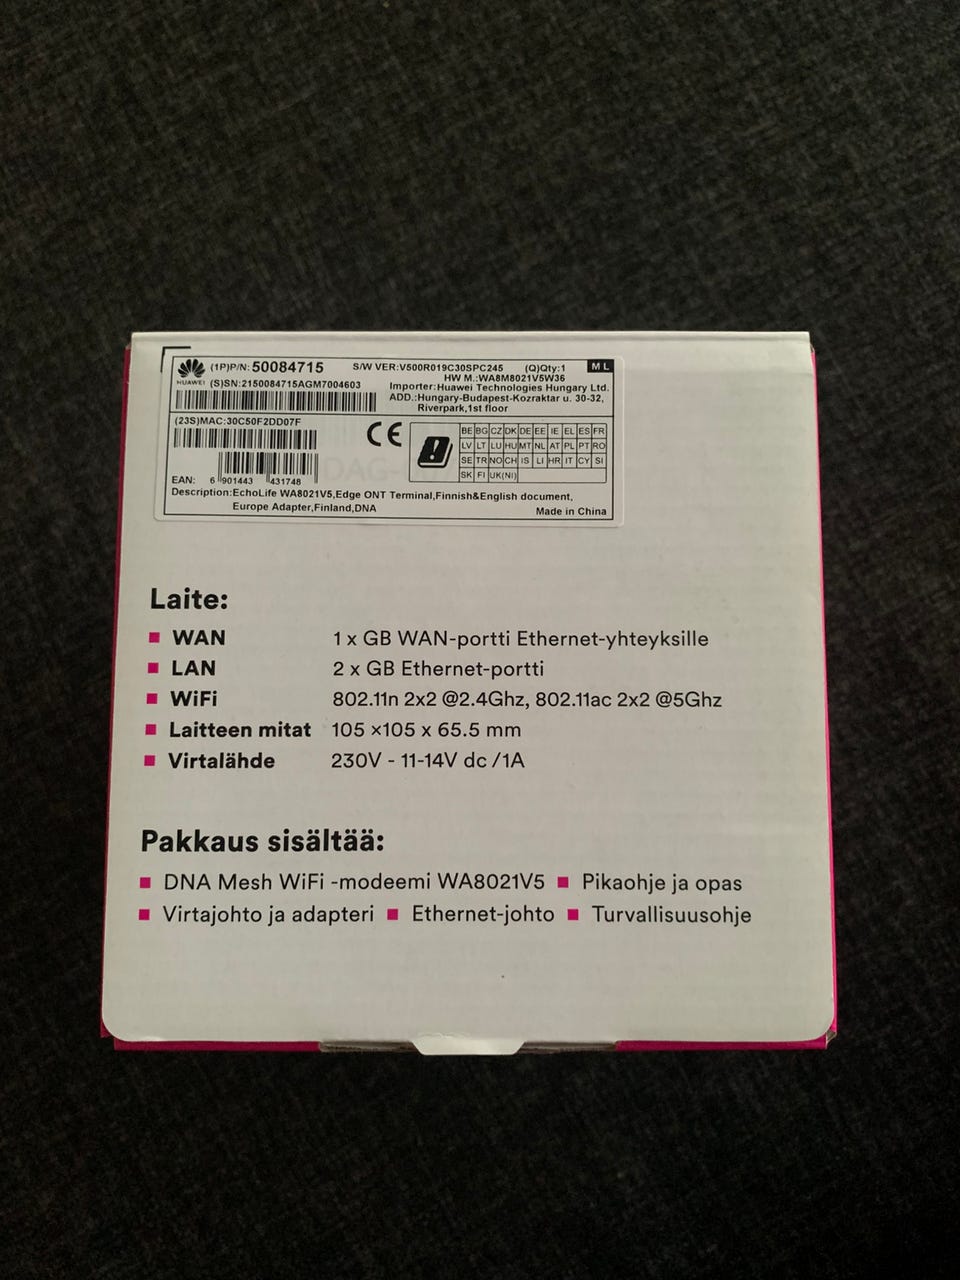 (1P)P/N: 50084715 S/W VER:V500R019C30SPC245 (Q)Qty:1 M L
HUAWEI (S)SN:2150084715AGM7004603 HW M.:WA8M8021V5W36
Importer:Huawei Technologies Hungary Ltd.
ADD.:Hungary-Budapest-Kozraktar u. 30-32,
Riverpark,1st floor
(23S)MAC:30C50F2DD07F
CE
BE BG CZ DK DE EE IE EL ES FR
LV LT LU HU MT NL AT PL PT RO
SE TR NO CH IS LI HR IT CY SI
SK FI UK(NI)
EAN: 6 901443 431748
Description:EchoLife WA8021V5,Edge ONT Terminal,Finnish&English document,
Europe Adapter,Finland,DNA Made in China
Laite:
WAN 1 x GB WAN-portti Ethernet-yhteyksille
LAN 2 x GB Ethernet-portti
WiFi 802.11n 2x2 @2.4Ghz, 802.11ac 2x2 @5Ghz
Laitteen mitat 105 x105 x 65.5 mm
Virtalähde 230V - 11-14V dc /1A
Pakkaus sisältää:
DNA Mesh WiFi -modeemi WA8021V5 Pikaohje ja opas
Virtajohto ja adapteri Ethernet-johto Turvallisuusohje